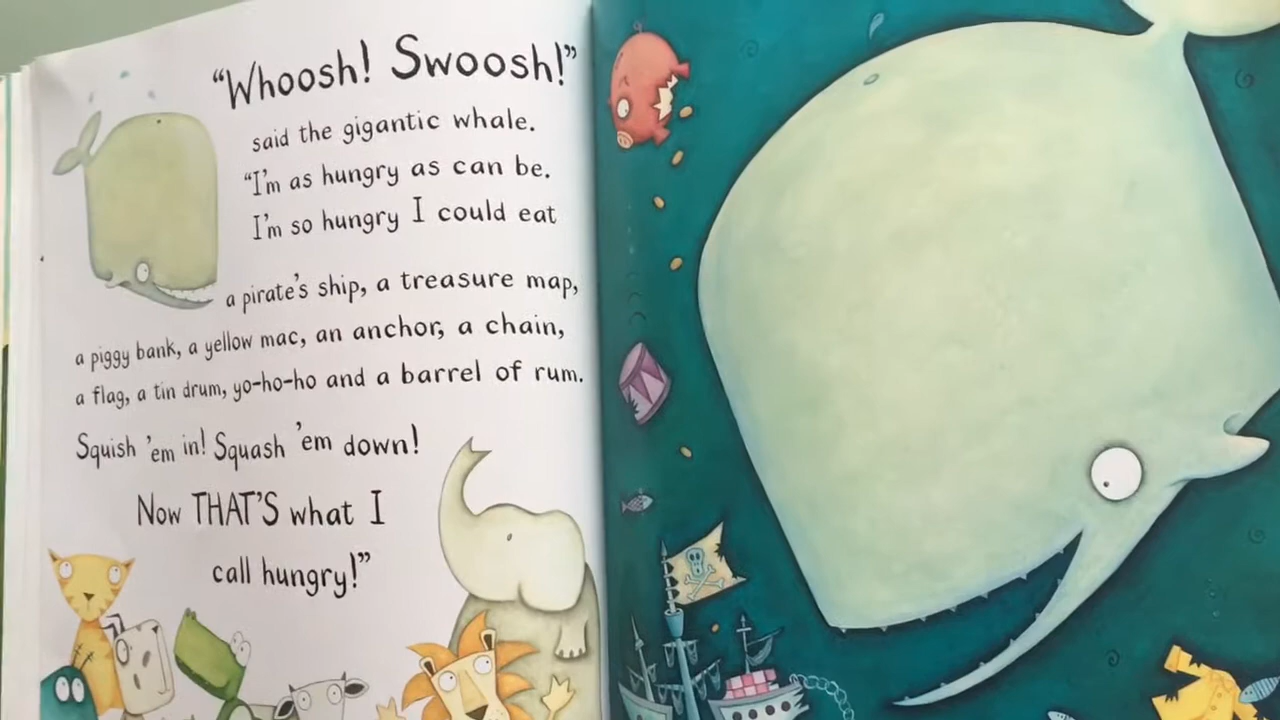 “Whoosh! Swoosh!”
said the gigantic whale.
“I'm as hungry as can be.
I'm so hungry I could eat
a pirate's ship, a treasure map,
a piggy bank, a yellow mac, an anchor, a chain,
a flag, a tin drum, yo-ho-ho and a barrel of rum.
Squish 'em in! Squash 'em down!
Now THAT'S what I
call hungry!”